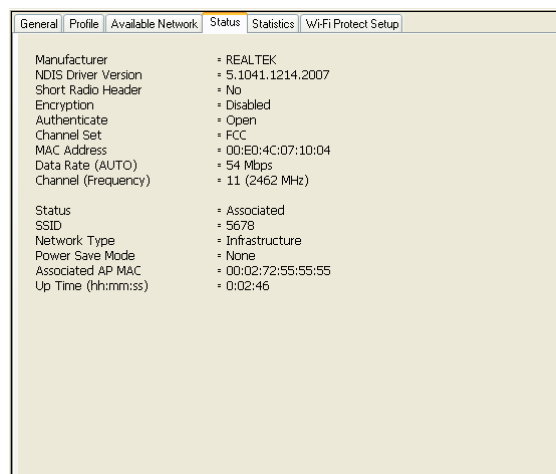 General Profile Available Network Status Statistics Wi-Fi Protect Setup
Manufacturer = REALTEK
NDIS Driver Version = 5.1041.1214.2007
Short Radio Header = No
Encryption = Disabled
Authenticate = Open
Channel Set = FCC
MAC Address = 00:E0:4C:07:10:04
Data Rate (AUTO) = 54 Mbps
Channel (Frequency) = 11 (2462 MHz)
Status = Associated
SSID = 5678
Network Type = Infrastructure
Power Save Mode = None
Associated AP MAC = 00:02:72:55:55:55
Up Time (hh:mm:ss) = 0:02:46